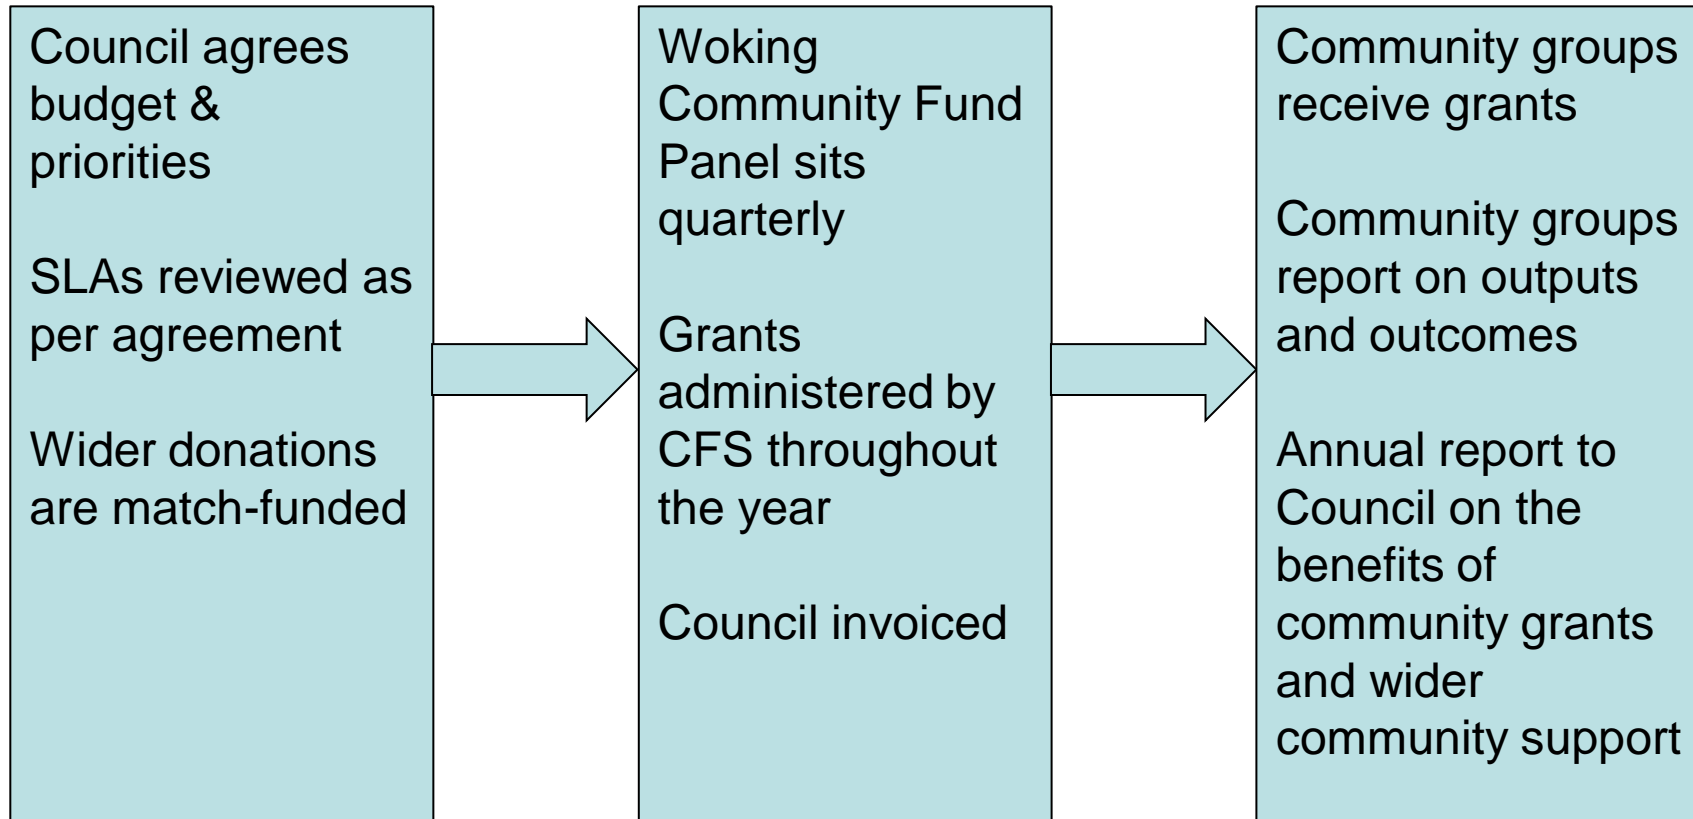 Council agrees
budget &
priorities
SLAs reviewed as
per agreement
Wider donations
are match-funded
Woking
Community Fund
Panel sits
quarterly
Grants
administered by
CFS throughout
the year
Council invoiced
Community groups
receive grants
Community groups
report on outputs
and outcomes
Annual report to
Council on the
benefits of
community grants
and wider
community support